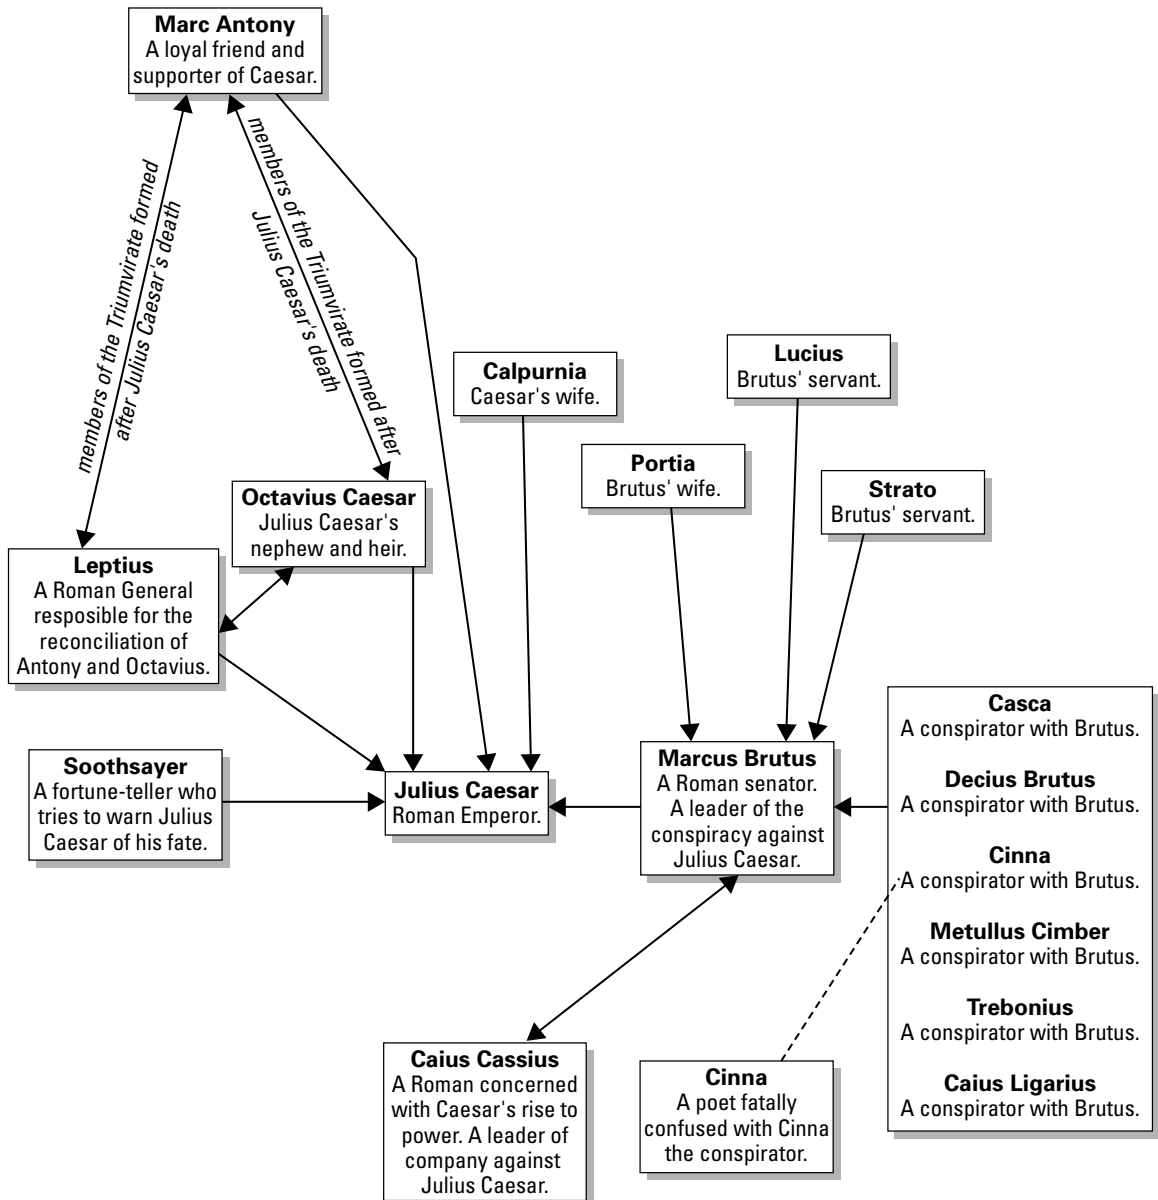 Marc Antony
A loyal friend and
supporter of Caesar.
members of the Triumvirate formed
after Julius Caesar's death
members of the Triumvirate formed after
Julius Caesar's death
Calpurnia
Caesar's wife.
Lucius
Brutus' servant.
Portia
Brutus' wife.
Strato
Brutus' servant.
Octavius Caesar
Julius Caesar's
nephew and heir.
Leptius
A Roman General
resposible for the
reconciliation of
Antony and Octavius.
Soothsayer
A fortune-teller who
tries to warn Julius
Caesar of his fate.
Julius Caesar
Roman Emperor.
Marcus Brutus
A Roman senator.
A leader of the
conspiracy against
Julius Caesar.
Casca
A conspirator with Brutus.
Decius Brutus
A conspirator with Brutus.
Cinna
A conspirator with Brutus.
Metullus Cimber
A conspirator with Brutus.
Trebonius
A conspirator with Brutus.
Caius Ligarius
A conspirator with Brutus.
Caius Cassius
A Roman concerned
with Caesar's rise to
power. A leader of
company against
Julius Caesar.
Cinna
A poet fatally
confused with Cinna
the conspirator.